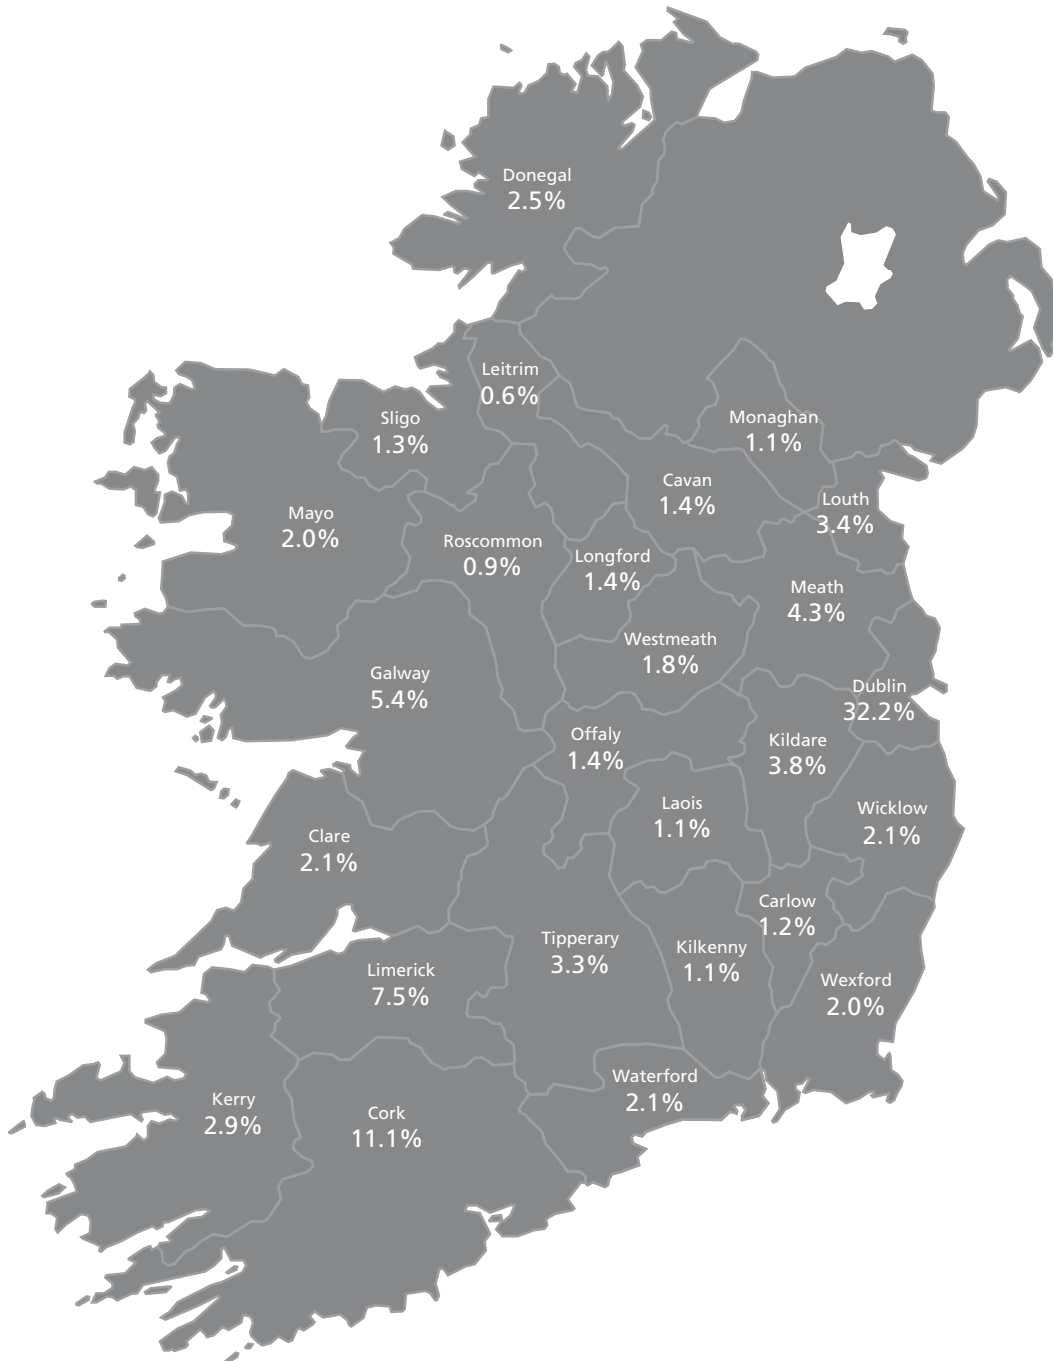 Donegal
2.5%
Leitrim
0.6%
Sligo
1.3%
Monaghan
1.1%
Cavan
1.4%
Louth
3.4%
Mayo
2.0%
Roscommon
0.9%
Longford
1.4%
Meath
4.3%
Westmeath
1.8%
Galway
5.4%
Dublin
32.2%
Offaly
1.4%
Kildare
3.8%
Laois
1.1%
Wicklow
2.1%
Clare
2.1%
Carlow
1.2%
Tipperary
3.3%
Kilkenny
1.1%
Limerick
7.5%
Wexford
2.0%
Waterford
2.1%
Kerry
2.9%
Cork
11.1%